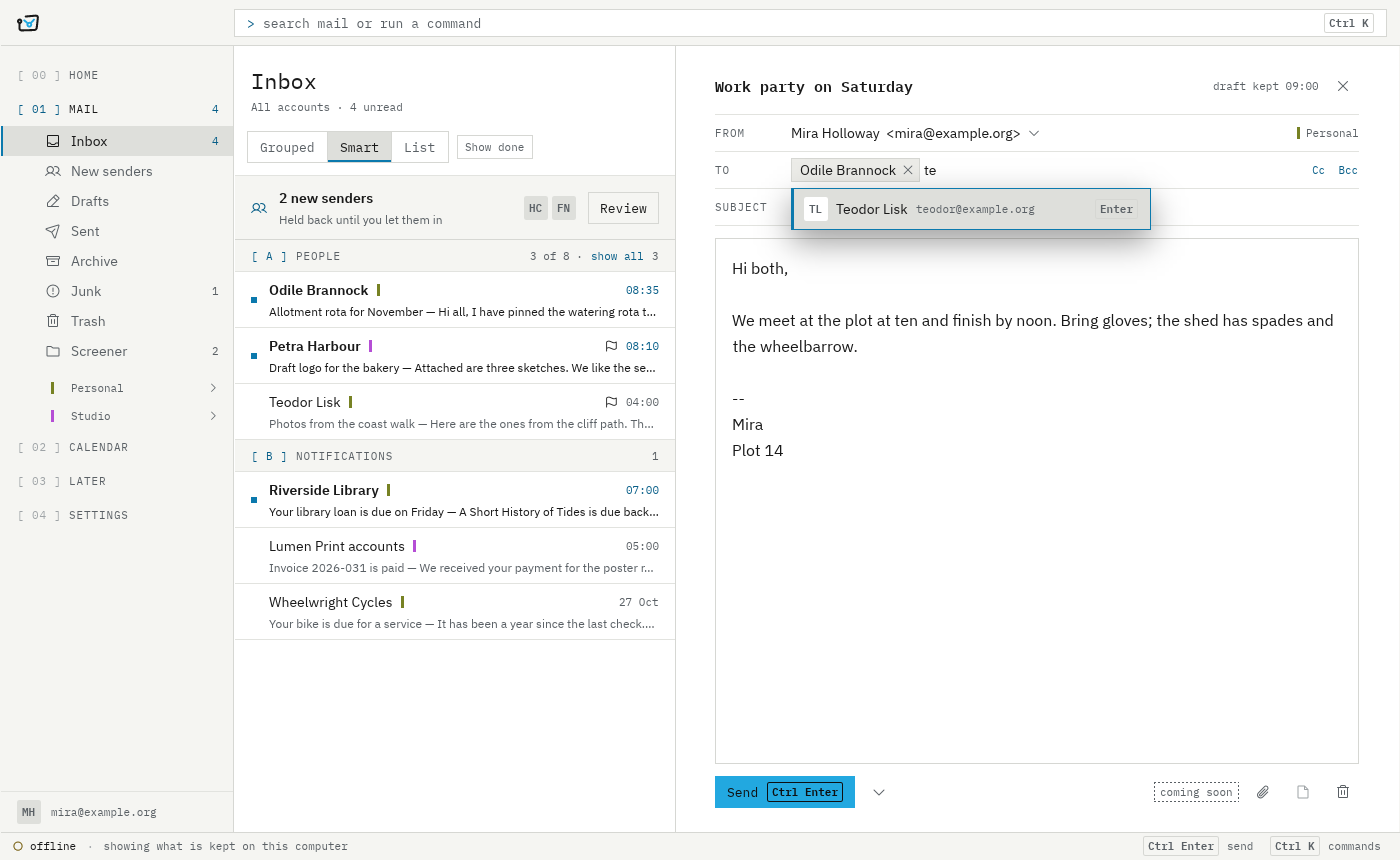 > search mail or run a command Ctrl K
[ 00 ] HOME
[ 01 ] MAIL 4
Inbox 4
New senders
Drafts
Sent
Archive
Junk 1
Trash
Screener 2
Personal
Studio
[ 02 ] CALENDAR
[ 03 ] LATER
[ 04 ] SETTINGS
MH mira@example.org
Inbox
All accounts · 4 unread
Grouped Smart List Show done
2 new senders
Held back until you let them in
HC FN Review
[ A ] PEOPLE 3 of 8 · show all 3
Odile Brannock 08:35
Allotment rota for November — Hi all, I have pinned the watering rota t…
Petra Harbour 08:10
Draft logo for the bakery — Attached are three sketches. We like the se…
Teodor Lisk 04:00
Photos from the coast walk — Here are the ones from the cliff path. Th…
[ B ] NOTIFICATIONS 1
Riverside Library 07:00
Your library loan is due on Friday — A Short History of Tides is due back…
Lumen Print accounts 05:00
Invoice 2026-031 is paid — We received your payment for the poster r…
Wheelwright Cycles 27 Oct
Your bike is due for a service — It has been a year since the last check.…
Work party on Saturday draft kept 09:00
FROM Mira Holloway <mira@example.org> Personal
TO Odile Brannock te Cc Bcc
SUBJECT
TL Teodor Lisk teodor@example.org Enter
Hi both,
We meet at the plot at ten and finish by noon. Bring gloves; the shed has spades and
the wheelbarrow.
--
Mira
Plot 14
Send Ctrl Enter coming soon
offline · showing what is kept on this computer Ctrl Enter send Ctrl K commands